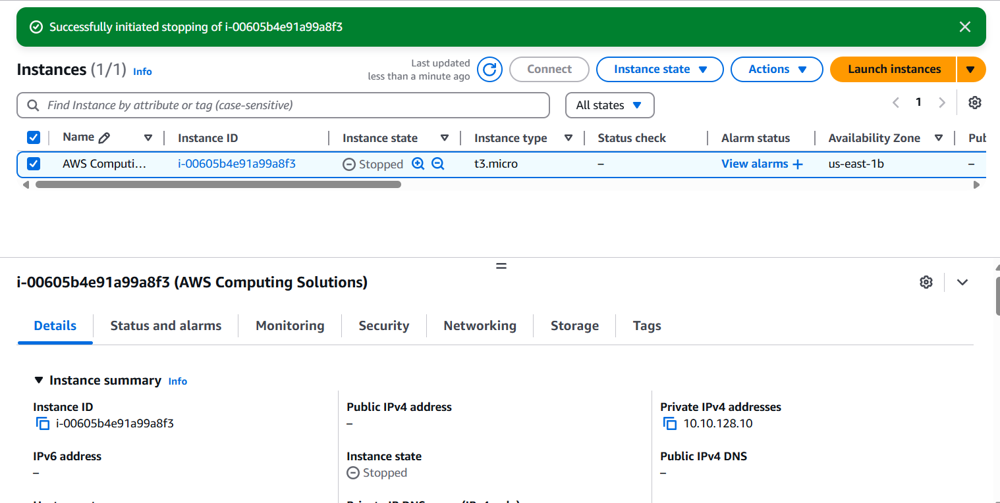 Successfully initiated stopping of i-00605b4e91a99a8f3
Instances (1/1) Info
Last updated
less than a minute ago
Connect
Instance state
Actions
Launch instances
Find Instance by attribute or tag (case-sensitive)
All states
1
Name Instance ID Instance state Instance type Status check Alarm status Availability Zone Pub
AWS Computi… i-00605b4e91a99a8f3 Stopped t3.micro – View alarms + us-east-1b –
i-00605b4e91a99a8f3 (AWS Computing Solutions)
Details Status and alarms Monitoring Security Networking Storage Tags
Instance summary Info
Instance ID Public IPv4 address Private IPv4 addresses
i-00605b4e91a99a8f3 – 10.10.128.10
IPv6 address Instance state Public IPv4 DNS
– Stopped –